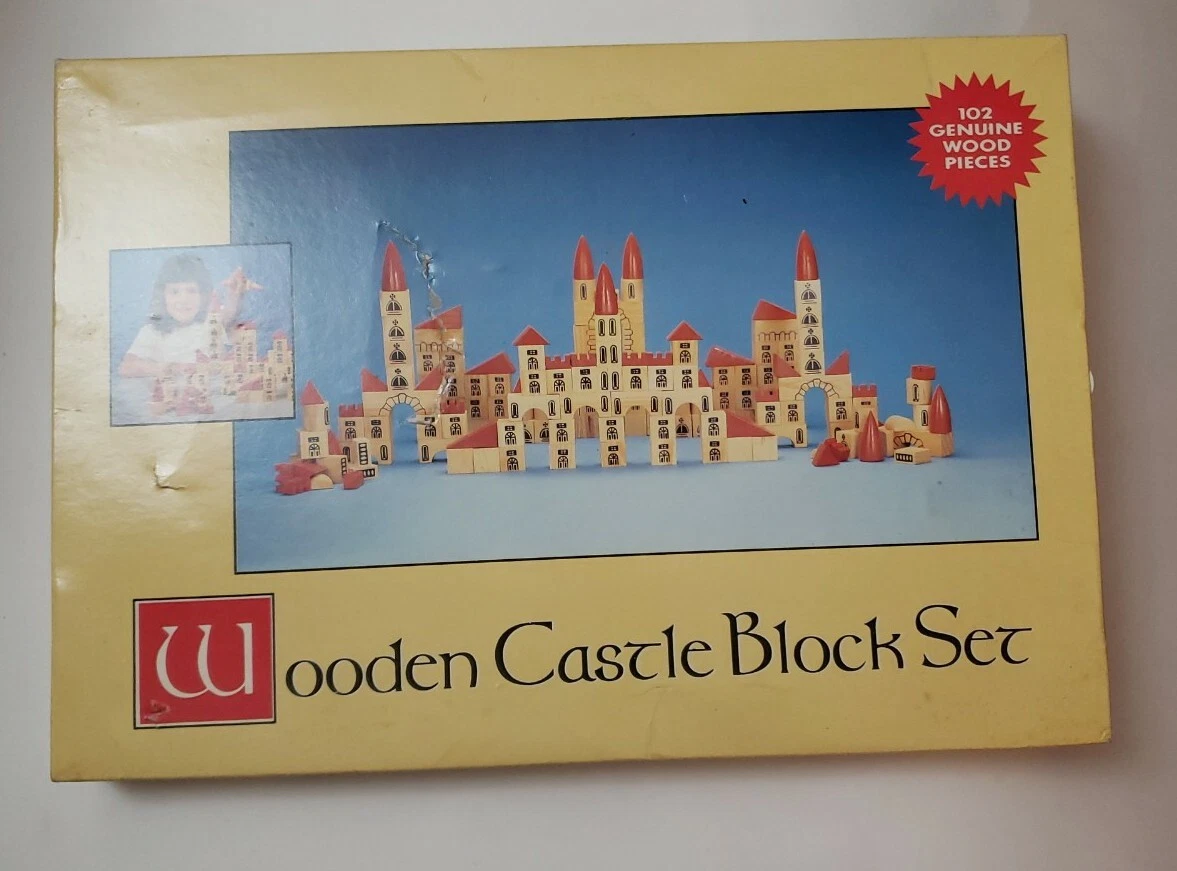 102
GENUINE
WOOD
PIECES
Wooden Castle Block Set